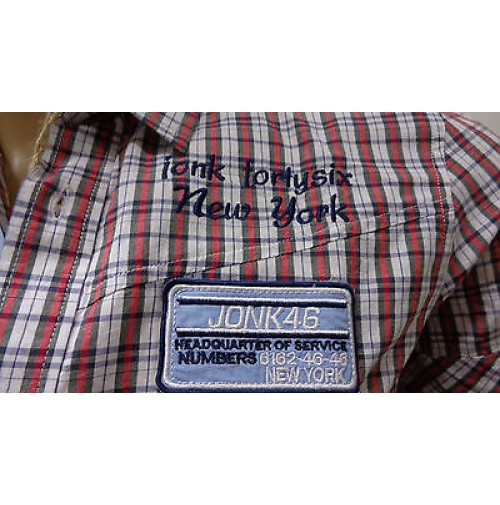 jonk fortysix
New York
JONK46
HEADQUARTER OF SERVICE
NUMBERS 6162-46-46
NEW YORK